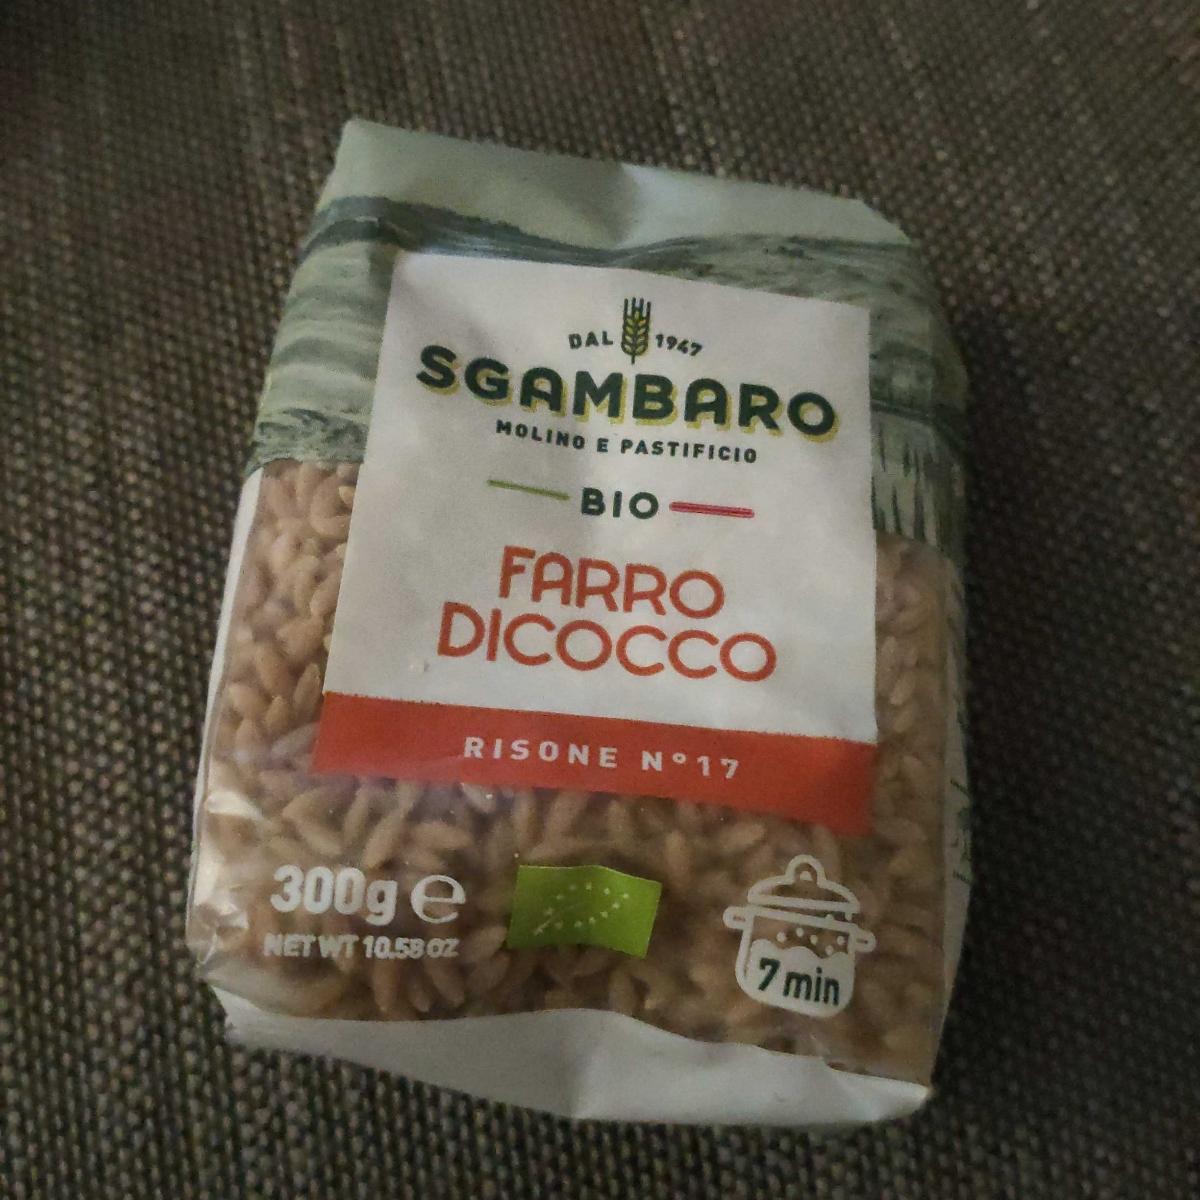 DAL 1947
SGAMBARO
MOLINO E PASTIFICIO
BIO
FARRO
DICOCCO
RISONE N°17
300g e
NET WT 10.58 OZ
7 min